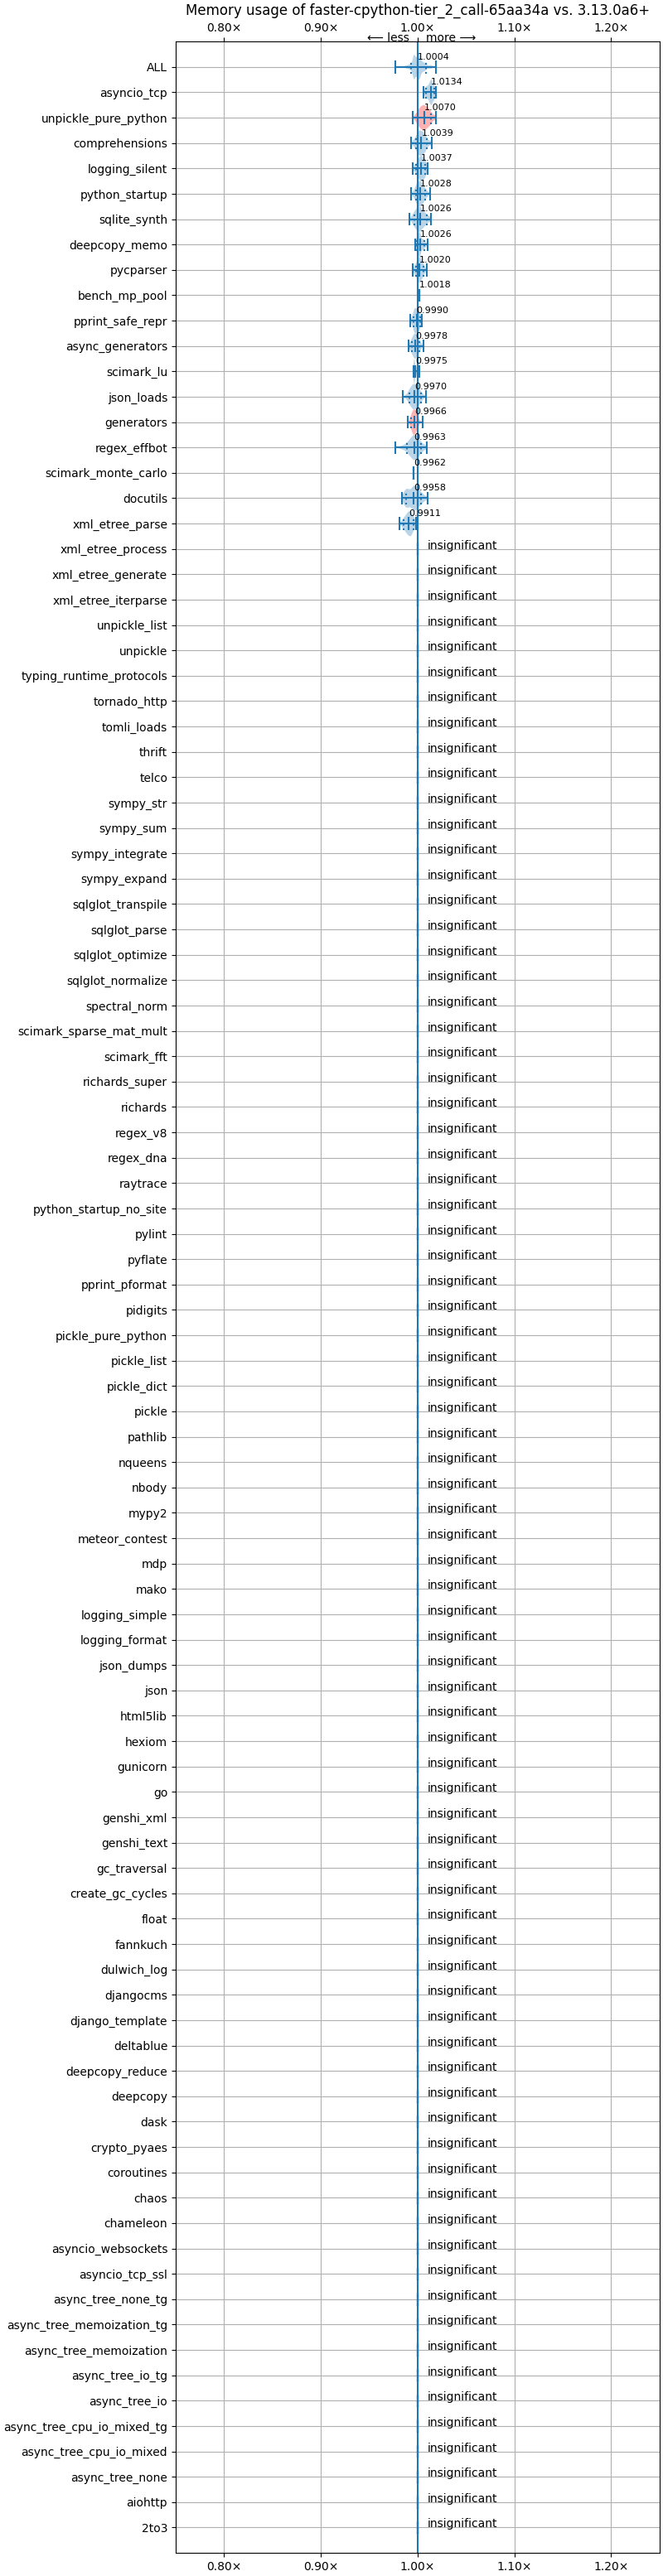 Memory usage of faster-cpython-tier_2_call-65aa34a vs. 3.13.0a6+
0.80× 0.90× 1.00× 1.10× 1.20×
⟵ less more ⟶
ALL 1.0004
asyncio_tcp 1.0134
unpickle_pure_python 1.0070
comprehensions 1.0039
logging_silent 1.0037
python_startup 1.0028
sqlite_synth 1.0026
deepcopy_memo 1.0026
pycparser 1.0020
bench_mp_pool 1.0018
pprint_safe_repr 0.9990
async_generators 0.9978
scimark_lu 0.9975
json_loads 0.9970
generators 0.9966
regex_effbot 0.9963
scimark_monte_carlo 0.9962
docutils 0.9958
xml_etree_parse 0.9911
xml_etree_process insignificant
xml_etree_generate insignificant
xml_etree_iterparse insignificant
unpickle_list insignificant
unpickle insignificant
typing_runtime_protocols insignificant
tornado_http insignificant
tomli_loads insignificant
thrift insignificant
telco insignificant
sympy_str insignificant
sympy_sum insignificant
sympy_integrate insignificant
sympy_expand insignificant
sqlglot_transpile insignificant
sqlglot_parse insignificant
sqlglot_optimize insignificant
sqlglot_normalize insignificant
spectral_norm insignificant
scimark_sparse_mat_mult insignificant
scimark_fft insignificant
richards_super insignificant
richards insignificant
regex_v8 insignificant
regex_dna insignificant
raytrace insignificant
python_startup_no_site insignificant
pylint insignificant
pyflate insignificant
pprint_pformat insignificant
pidigits insignificant
pickle_pure_python insignificant
pickle_list insignificant
pickle_dict insignificant
pickle insignificant
pathlib insignificant
nqueens insignificant
nbody insignificant
mypy2 insignificant
meteor_contest insignificant
mdp insignificant
mako insignificant
logging_simple insignificant
logging_format insignificant
json_dumps insignificant
json insignificant
html5lib insignificant
hexiom insignificant
gunicorn insignificant
go insignificant
genshi_xml insignificant
genshi_text insignificant
gc_traversal insignificant
create_gc_cycles insignificant
float insignificant
fannkuch insignificant
dulwich_log insignificant
djangocms insignificant
django_template insignificant
deltablue insignificant
deepcopy_reduce insignificant
deepcopy insignificant
dask insignificant
crypto_pyaes insignificant
coroutines insignificant
chaos insignificant
chameleon insignificant
asyncio_websockets insignificant
asyncio_tcp_ssl insignificant
async_tree_none_tg insignificant
async_tree_memoization_tg insignificant
async_tree_memoization insignificant
async_tree_io_tg insignificant
async_tree_io insignificant
async_tree_cpu_io_mixed_tg insignificant
async_tree_cpu_io_mixed insignificant
async_tree_none insignificant
aiohttp insignificant
2to3 insignificant
0.80× 0.90× 1.00× 1.10× 1.20×